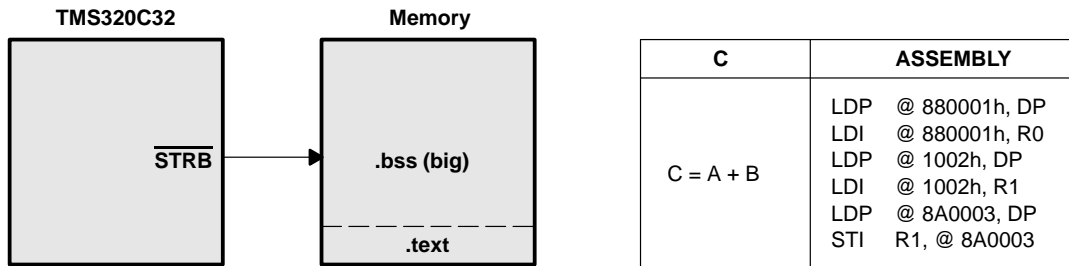 TMS320C32
Memory
STRB
.bss (big)
.text
C ASSEMBLY
C = A + B
LDP @ 880001h, DP
LDI @ 880001h, R0
LDP @ 1002h, DP
LDI @ 1002h, R1
LDP @ 8A0003, DP
STI R1, @ 8A0003